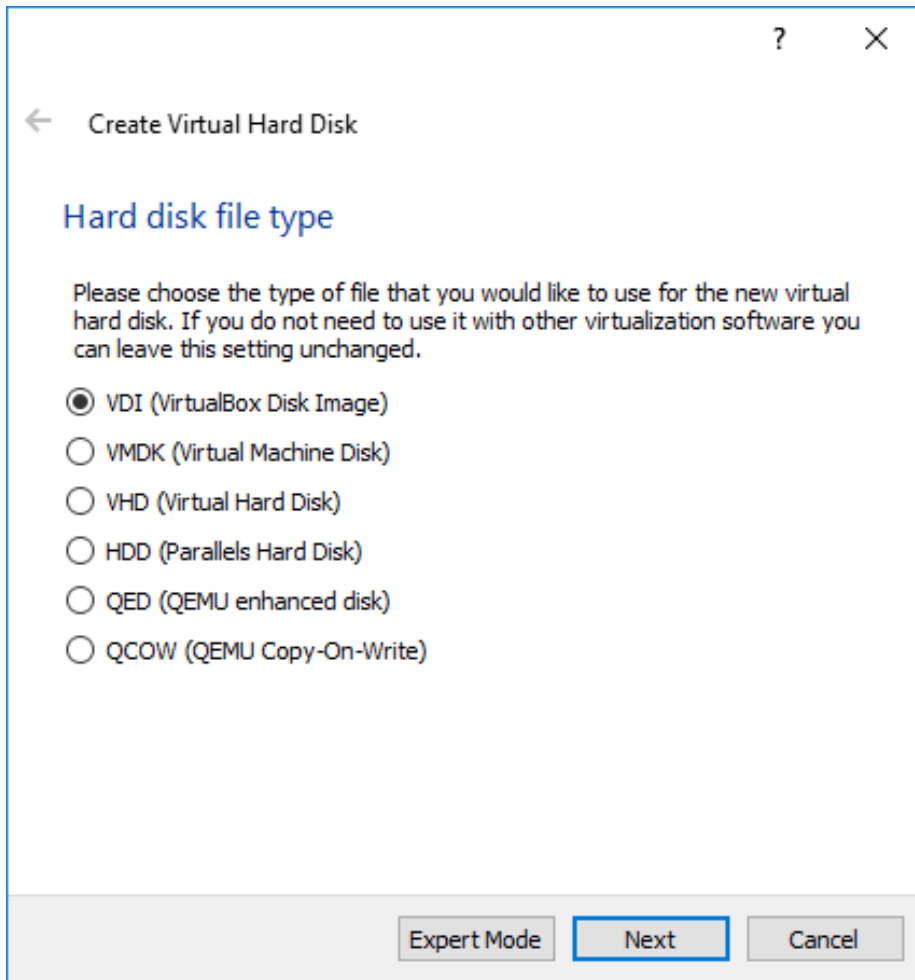 ?
Create Virtual Hard Disk
Hard disk file type
Please choose the type of file that you would like to use for the new virtual
hard disk. If you do not need to use it with other virtualization software you
can leave this setting unchanged.
VDI (VirtualBox Disk Image)
VMDK (Virtual Machine Disk)
VHD (Virtual Hard Disk)
HDD (Parallels Hard Disk)
QED (QEMU enhanced disk)
QCOW (QEMU Copy-On-Write)
Expert Mode Next Cancel